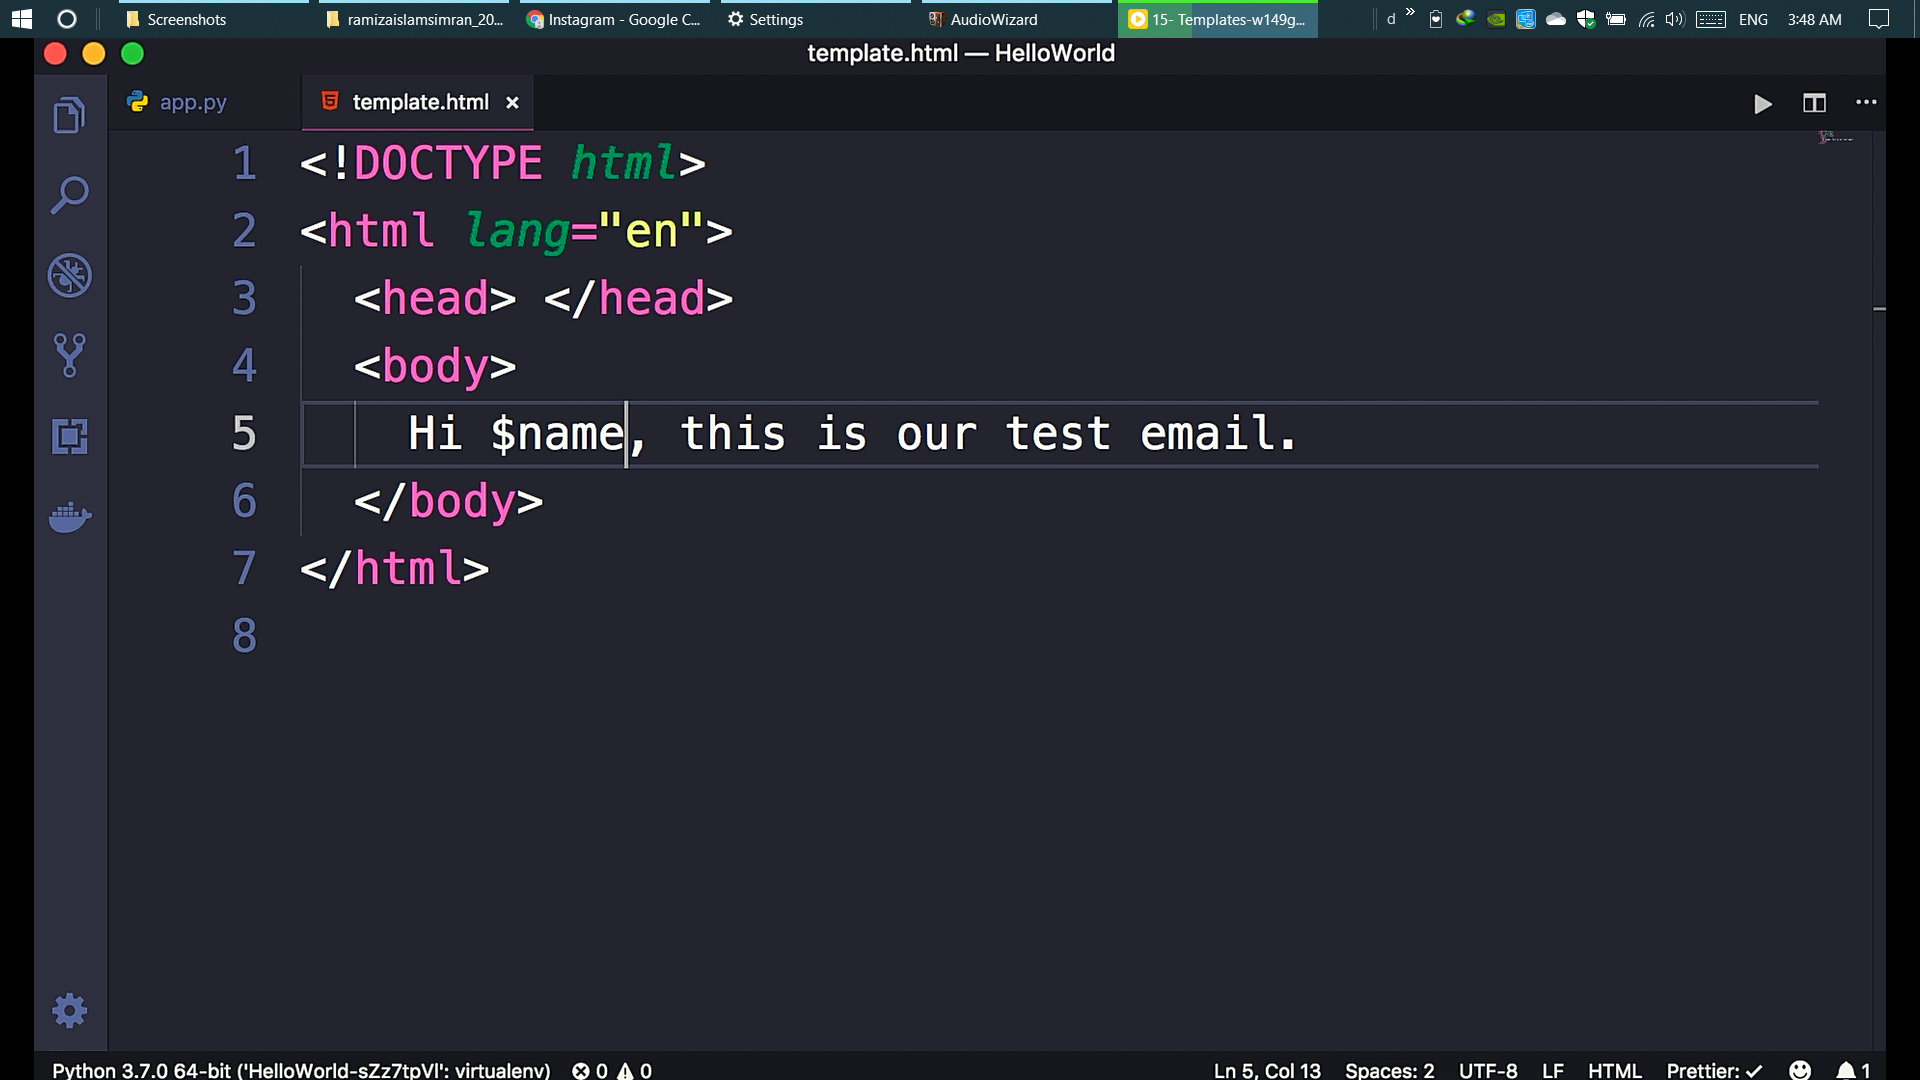 Screenshots
ramizaislamsimran_20...
Instagram - Google C...
Settings
AudioWizard
15- Templates-w149g...
d
»
ENG
3:48 AM
template.html — HelloWorld
app.py
template.html ×
1 <!DOCTYPE html>
2 <html lang="en">
3 <head> </head>
4 <body>
5 Hi $name, this is our test email.
6 </body>
7 </html>
8
Python 3.7.0 64-bit ('HelloWorld-sZz7tpVl': virtualenv) 0 0 Ln 5, Col 13 Spaces: 2 UTF-8 LF HTML Prettier: ✓ 1